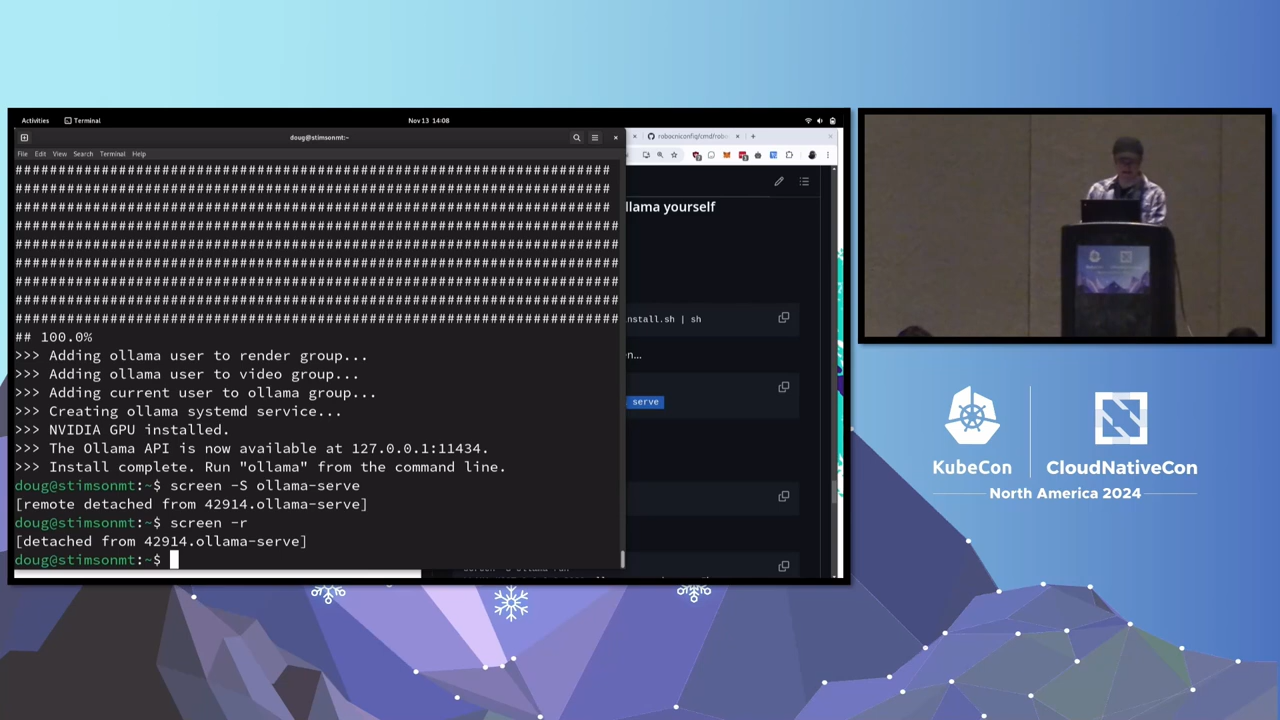 Activities
Terminal
Nov 13 14:08
doug@stimsonmt:~
File Edit View Search Terminal Help
################################################################################
################################################################################
################################################################################
################################################################################
################################################################################
################################################################################
################################################################################
################################################################################
################################################################################
## 100.0%
>>> Adding ollama user to render group...
>>> Adding ollama user to video group...
>>> Adding current user to ollama group...
>>> Creating ollama systemd service...
>>> NVIDIA GPU installed.
>>> The Ollama API is now available at 127.0.0.1:11434.
>>> Install complete. Run "ollama" from the command line.
doug@stimsonmt:~$ screen -S ollama-serve
[remote detached from 42914.ollama-serve]
doug@stimsonmt:~$ screen -r
[detached from 42914.ollama-serve]
doug@stimsonmt:~$
robocniconfig/cmd/rob
llama yourself
nstall.sh | sh
n...
serve
KubeCon
CloudNativeCon
North America 2024